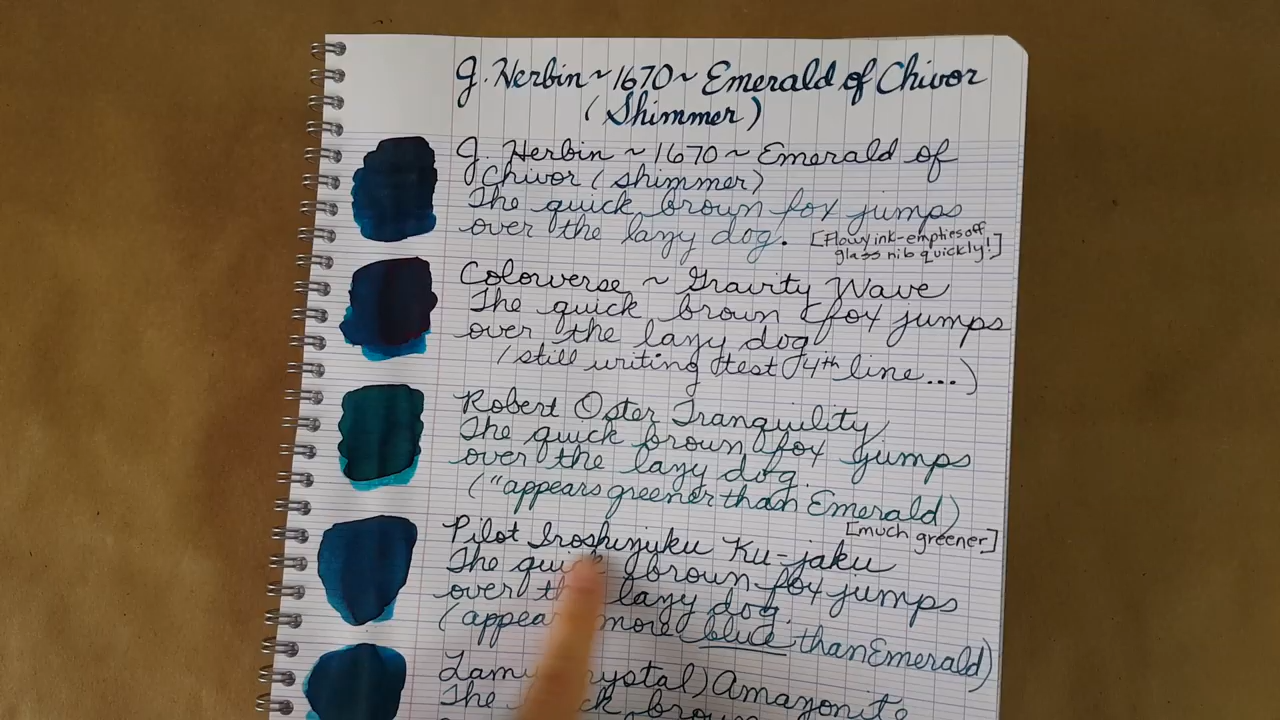 J. Herbin ~ 1670 ~ Emerald of Chivor
(Shimmer)
J. Herbin ~ 1670 ~ Emerald of
Chivor (shimmer)
The quick brown fox jumps
over the lazy dog. [Flowy ink-empties off
glass nib quickly!]
Colorverse ~ Gravity Wave
The quick brown fox jumps
over the lazy dog
(still writing test 4th line...)
Robert Oster Tranquility
The quick brown fox jumps
over the lazy dog.
("appears greener than Emerald)
[much greener]
Pilot Iroshizuku Ku-jaku
The brown fox jumps
over lazy dog.
more blue than Emerald)
Amazonite
The brown